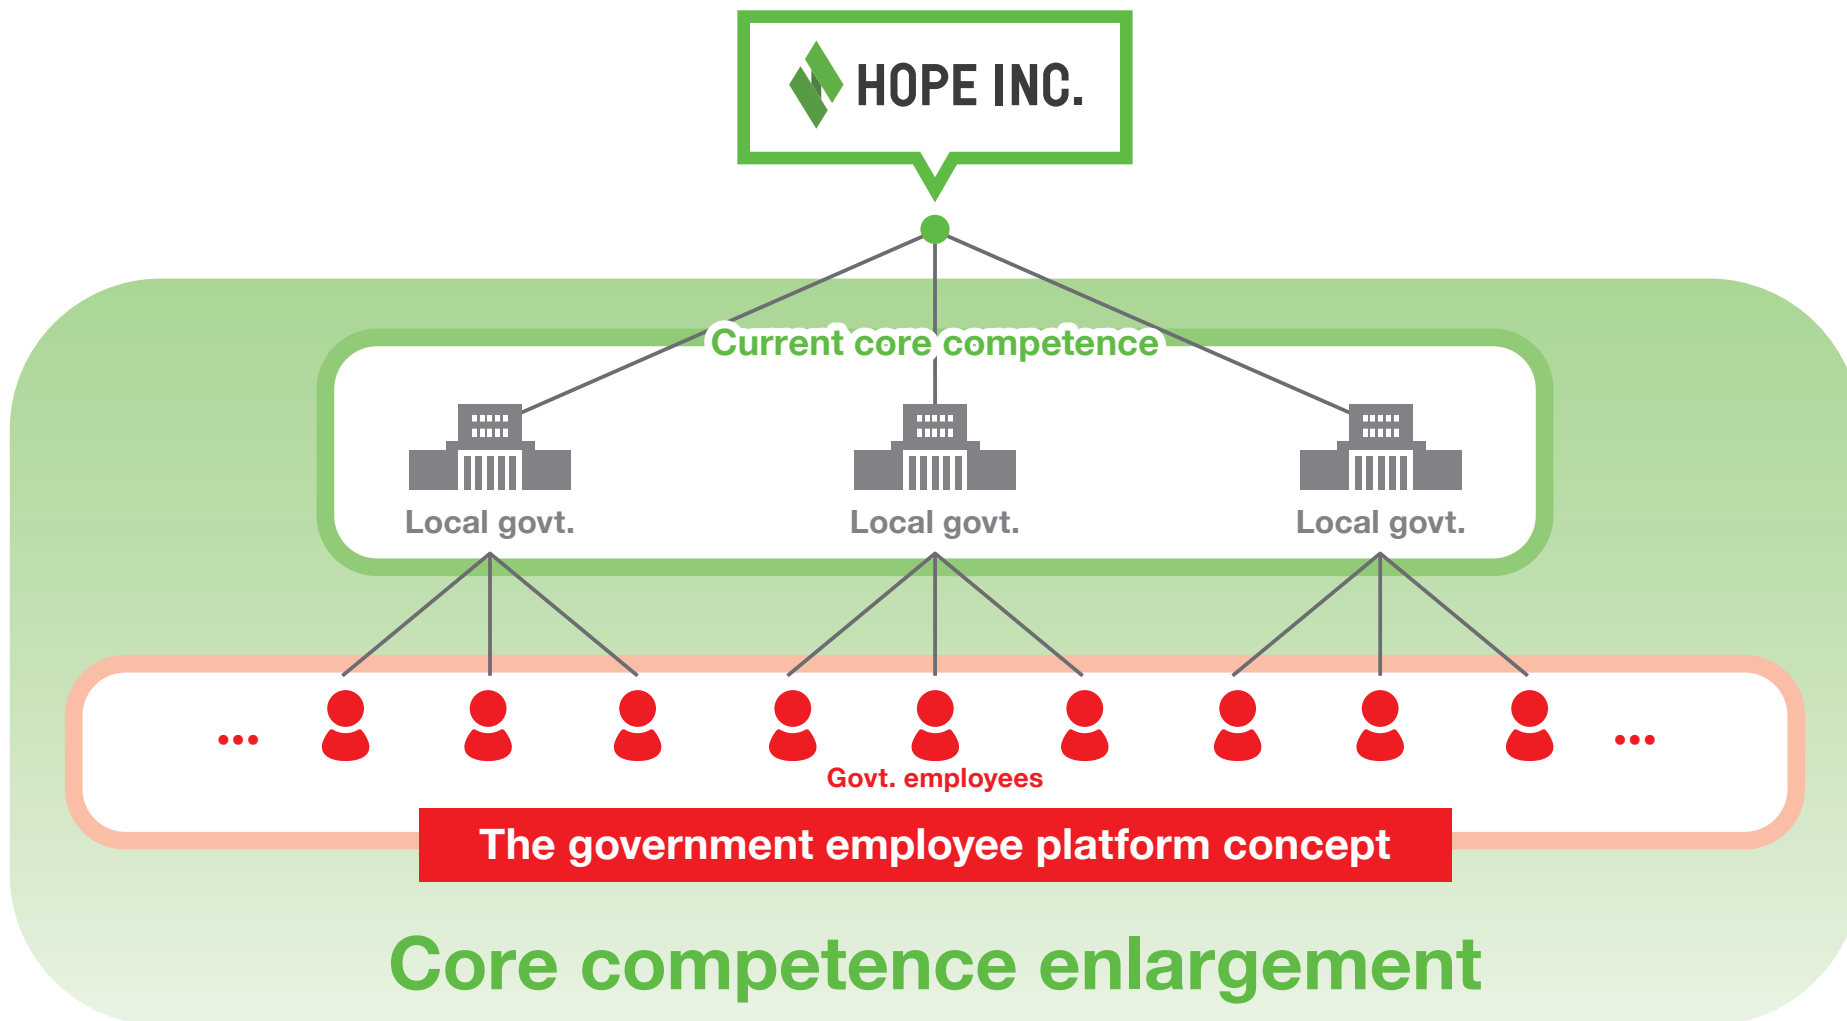 HOPE INC.
Current core competence
Local govt.
Local govt.
Local govt.
...
...
Govt. employees
The government employee platform concept
Core competence enlargement